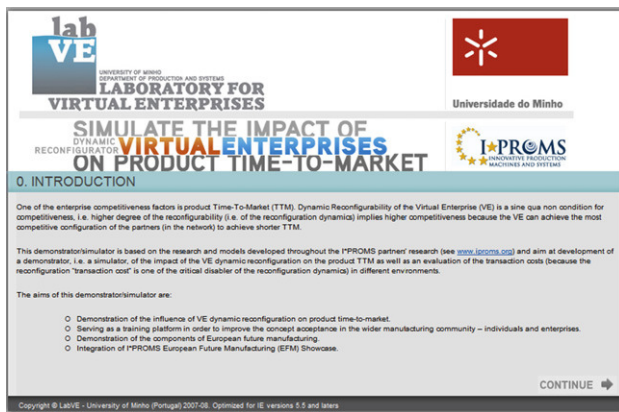 lab
VE
UNIVERSITY OF MINHO
DEPARTMENT OF PRODUCTION AND SYSTEMS
LABORATORY FOR
VIRTUAL ENTERPRISES
Universidade do Minho
SIMULATE THE IMPACT OF
DYNAMIC
RECONFIGURATOR VIRTUALENTERPRISES
ON PRODUCT TIME-TO-MARKET
I*PROMS
INNOVATIVE PRODUCTION
MACHINES AND SYSTEMS
0. INTRODUCTION
One of the enterprise competitiveness factors is product Time-To-Market (TTM). Dynamic Reconfigurability of the Virtual Enterprise (VE) is a sine qua non condition for
competitiveness, i.e. higher degree of the reconfigurability (i.e. of the reconfiguration dynamics) implies higher competitiveness because the VE can achieve the most
competitive configuration of the partners (in the network) to achieve shorter TTM.
This demonstrator/simulator is based on the research and models developed throughout the I*PROMS partners' research (see www.iproms.org) and aim at development of
a demonstrator, i.e. a simulator, of the impact of the VE dynamic reconfiguration on the product TTM as well as an evaluation of the transaction costs (because the
reconfiguration "transaction cost" is one of the critical disabler of the reconfiguration dynamics) in different environments.
The aims of this demonstrator/simulator are:
O Demonstration of the influence of VE dynamic reconfiguration on product time-to-market.
O Serving as a training platform in order to improve the concept acceptance in the wider manufacturing community – individuals and enterprises.
O Demonstration of the components of European future manufacturing.
O Integration of I*PROMS European Future Manufacturing (EFM) Showcase.
CONTINUE
Copyright © LabVE - University of Minho (Portugal) 2007-08. Optimized for IE versions 5.5 and laters